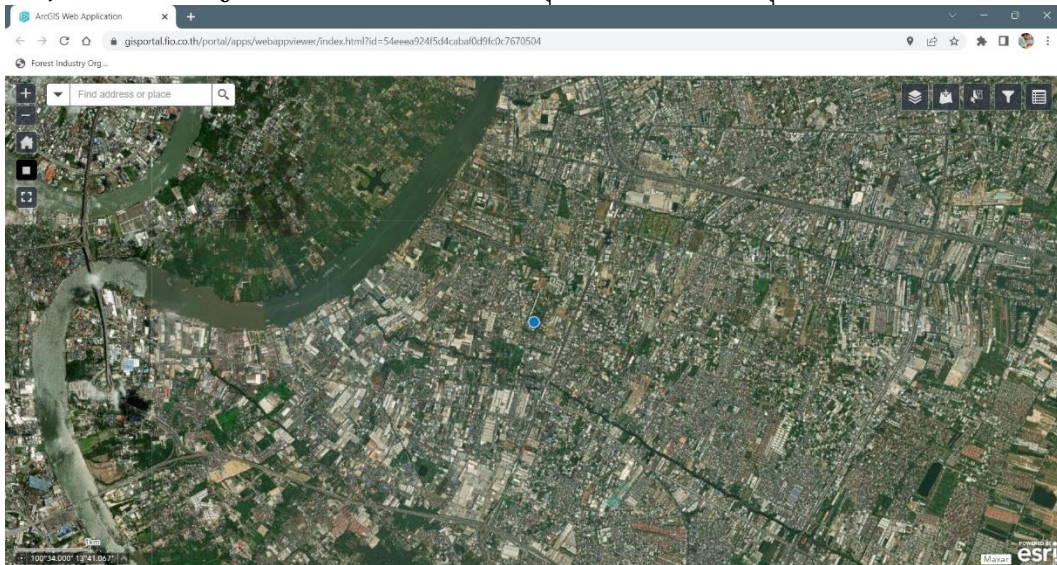 ArcGIS Web Application
gisportal.fio.co.th/portal/apps/webappviewer/index.html?id=54eeea924f5d4cabaf0d9fc0c7670504
Forest Industry Org...
Find address or place
1km
100°34.000' 13°41.067'
Maxar
POWERED BY
esri